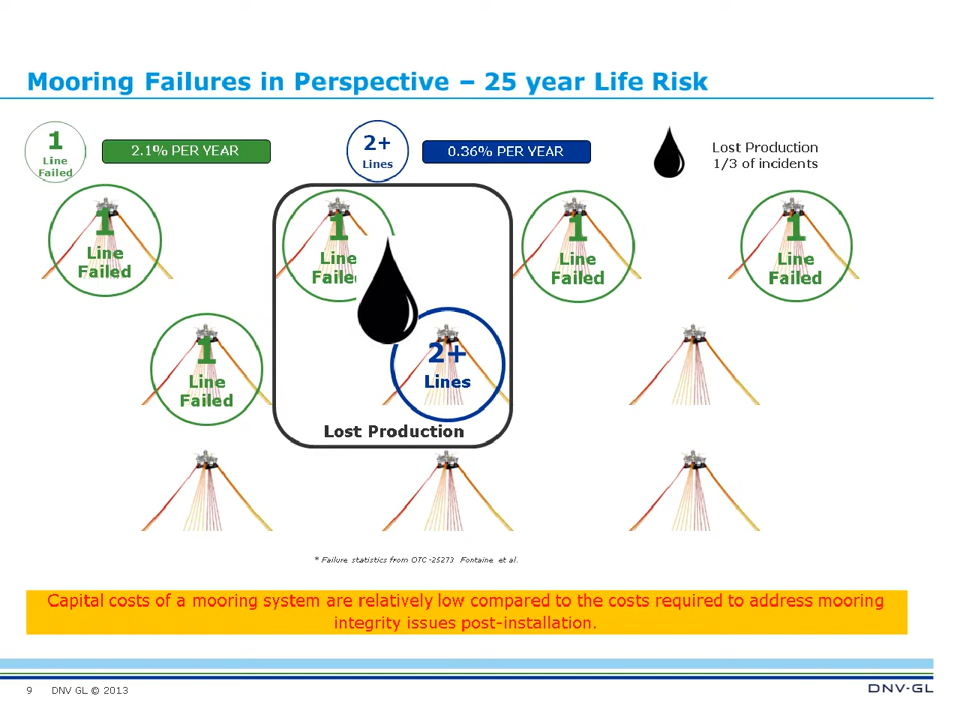 Mooring Failures in Perspective – 25 year Life Risk
1
Line
Failed
2.1% PER YEAR
2+
Lines
0.36% PER YEAR
Lost Production
1/3 of incidents
1
Line
Failed
1
Line
Failed
1
Line
Failed
1
Line
Failed
1
Line
Failed
2+
Lines
Lost Production
* Failure statistics from OTC-25273 Fontaine et al.
Capital costs of a mooring system are relatively low compared to the costs required to address mooring
integrity issues post-installation.
9 DNV GL © 2013
DNV·GL